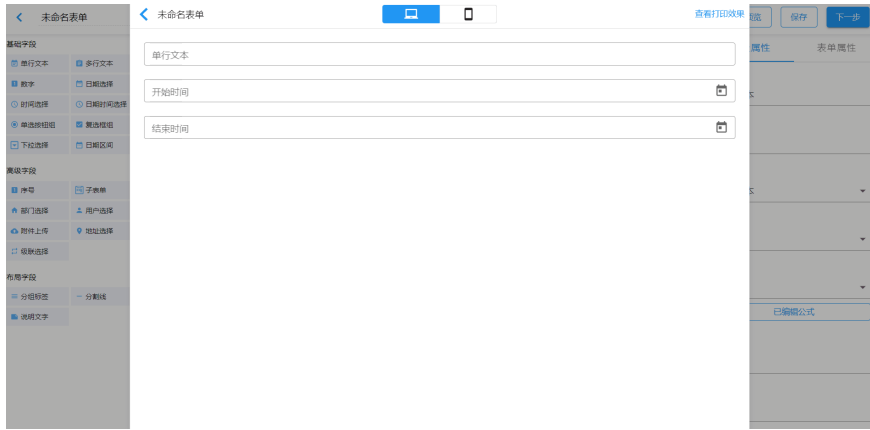 未命名表单
未命名表单
查看打印效果
保存
下一步
基础字段
单行文本
多行文本
数字
日期选择
时间选择
日期时间选择
单选按钮组
复选框组
下拉选择
日期区间
高级字段
序号
子表单
部门选择
用户选择
附件上传
地址选择
级联选择
布局字段
分组标签
分割线
说明文字
单行文本
开始时间
结束时间
属性
表单属性
已编辑公式